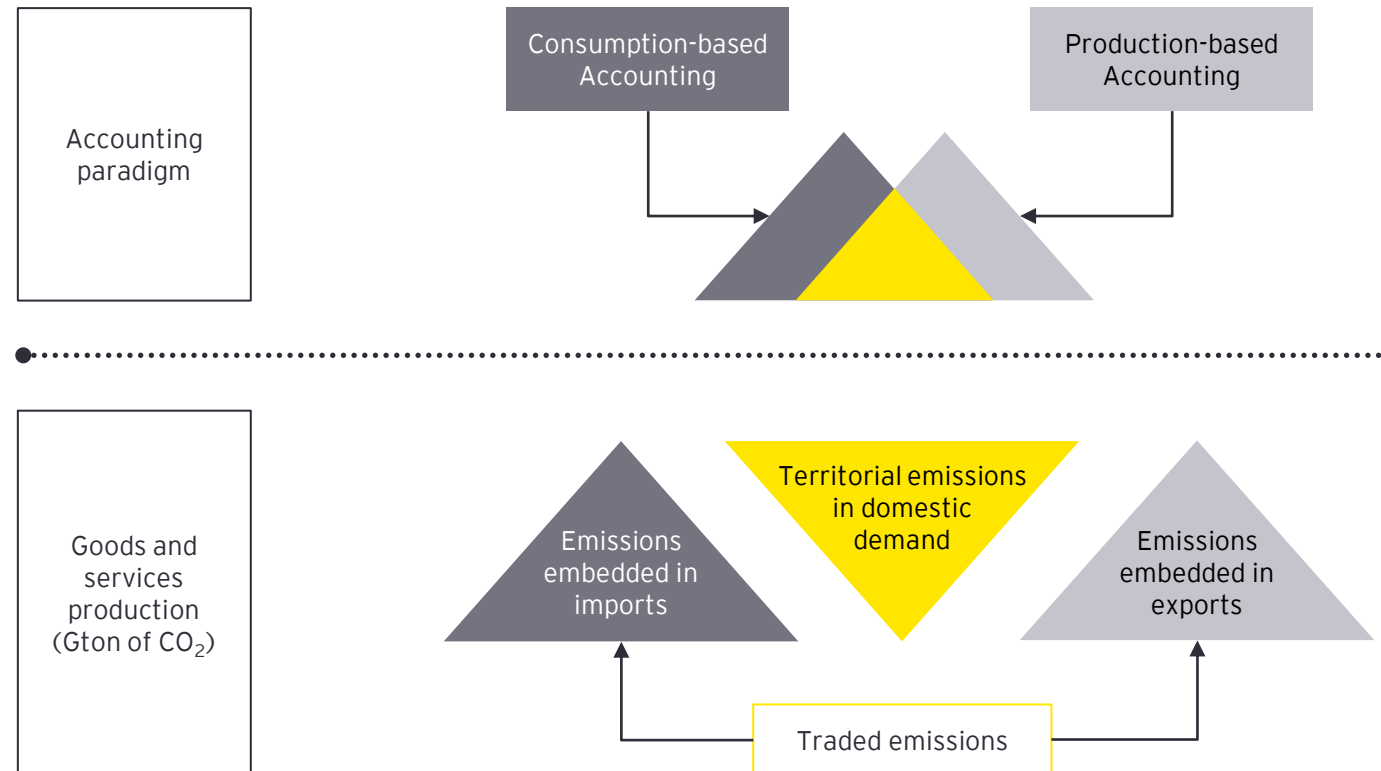 Accounting
paradigm
Consumption-based
Accounting
Production-based
Accounting
Goods and
services
production
(Gton of CO₂)
Emissions
embedded in
imports
Territorial emissions
in domestic
demand
Emissions
embedded in
exports
Traded emissions